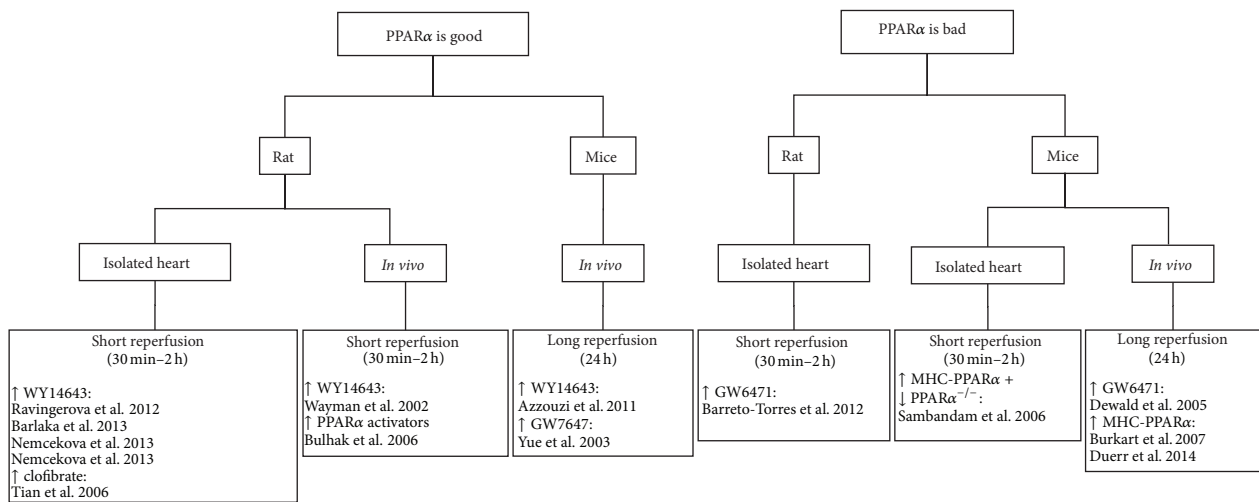 PPARα is good
PPARα is bad
Rat
Mice
Rat
Mice
Isolated heart
In vivo
In vivo
Isolated heart
Isolated heart
In vivo
Short reperfusion
(30 min–2 h)
↑ WY14643:
Ravingerova et al. 2012
Barlaka et al. 2013
Nemcekova et al. 2013
Nemcekova et al. 2013
↑ clofibrate:
Tian et al. 2006
Short reperfusion
(30 min–2 h)
↑ WY14643:
Wayman et al. 2002
↑ PPARα activators
Bulhak et al. 2006
Long reperfusion
(24 h)
↑ WY14643:
Azzouzi et al. 2011
↑ GW7647:
Yue et al. 2003
Short reperfusion
(30 min–2 h)
↑ GW6471:
Barreto-Torres et al. 2012
Short reperfusion
(30 min–2 h)
↑ MHC-PPARα +
↓ PPARα−/−:
Sambandam et al. 2006
Long reperfusion
(24 h)
↑ GW6471:
Dewald et al. 2005
↑ MHC-PPARα:
Burkart et al. 2007
Duerr et al. 2014